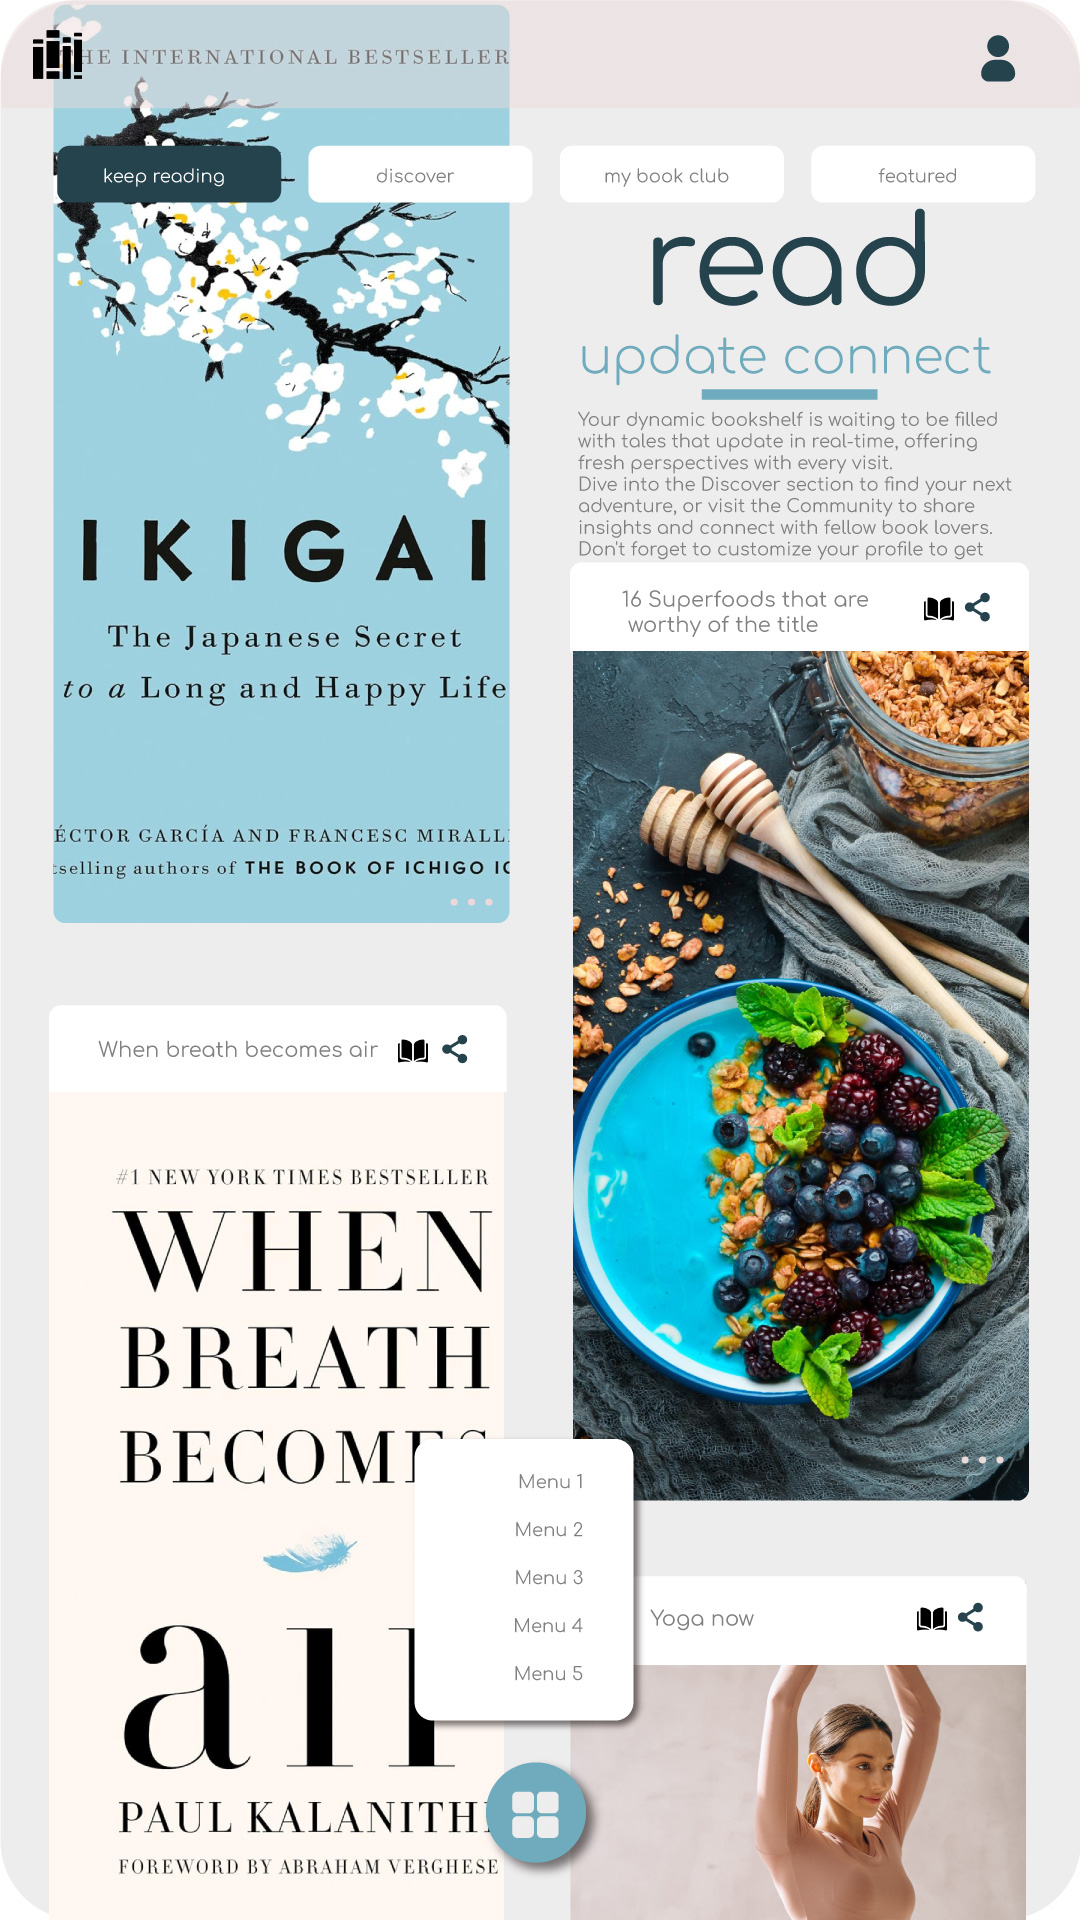 THE INTERNATIONAL BESTSELLER
keep reading
discover
my book club
featured
read
update connect
Your dynamic bookshelf is waiting to be filled
with tales that update in real-time, offering
fresh perspectives with every visit.
Dive into the Discover section to find your next
adventure, or visit the Community to share
insights and connect with fellow book lovers.
Don't forget to customize your profile to get
IKIGAI
The Japanese Secret
to a Long and Happy Life
ÉCTOR GARCÍA AND FRANCESC MIRALL
tselling authors of THE BOOK OF ICHIGO IC
16 Superfoods that are
worthy of the title
When breath becomes air
#1 NEW YORK TIMES BESTSELLER
WHEN
BREATH
BECOMES
air
PAUL KALANITHI
FOREWORD BY ABRAHAM VERGHESE
Menu 1
Menu 2
Menu 3
Menu 4
Menu 5
Yoga now